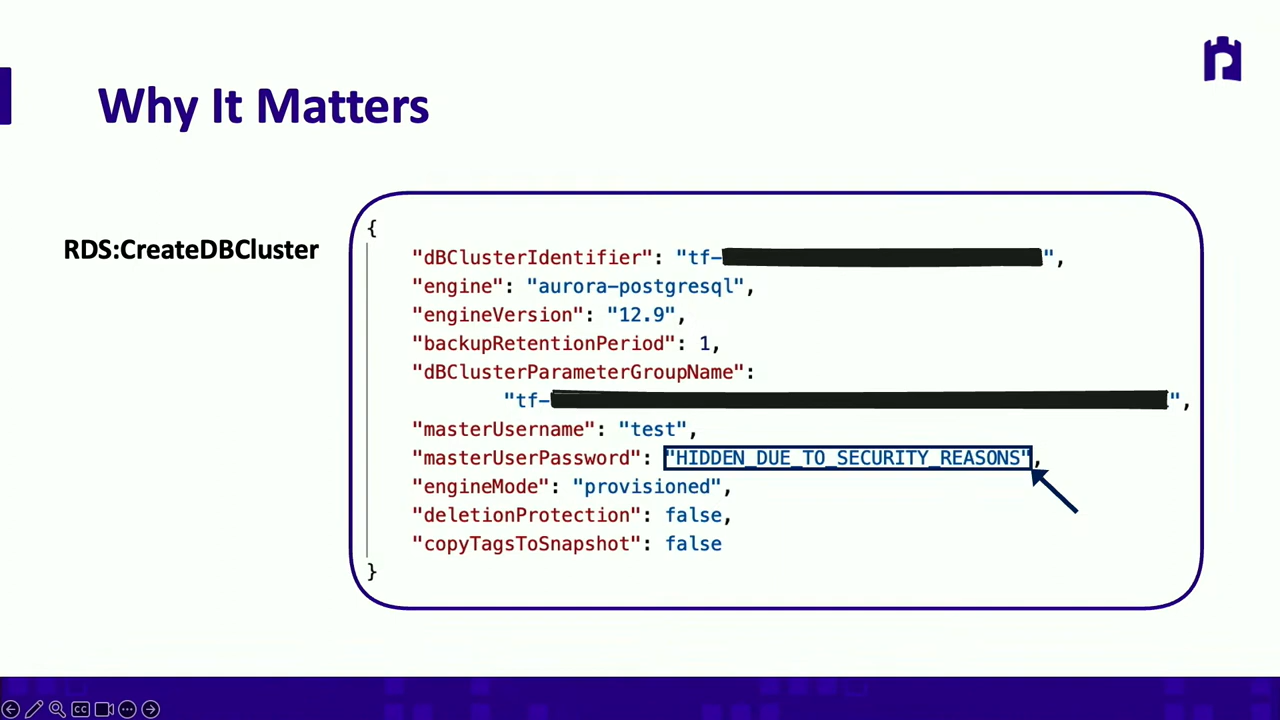 Why It Matters
RDS:CreateDBCluster
{
"dBClusterIdentifier": "tf-",
"engine": "aurora-postgresql",
"engineVersion": "12.9",
"backupRetentionPeriod": 1,
"dBClusterParameterGroupName":
"tf-",
"masterUsername": "test",
"masterUserPassword": "HIDDEN_DUE_TO_SECURITY_REASONS",
"engineMode": "provisioned",
"deletionProtection": false,
"copyTagsToSnapshot": false
}
CC